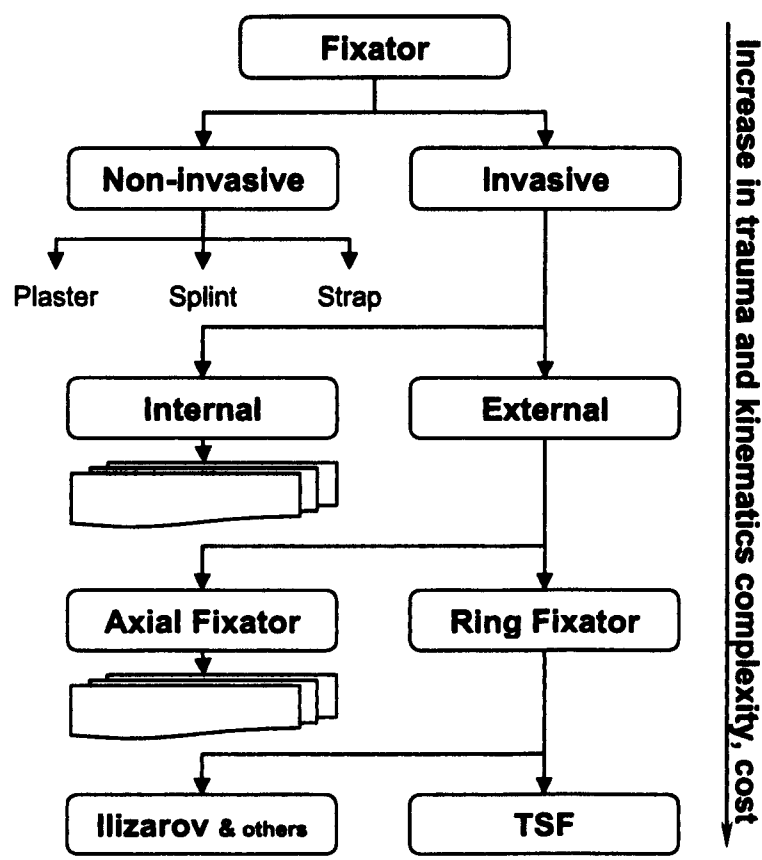 Fixator
Non-invasive
Invasive
Plaster
Splint
Strap
Internal
External
Axial Fixator
Ring Fixator
Ilizarov & others
TSF
Increase in trauma and kinematics complexity, cost